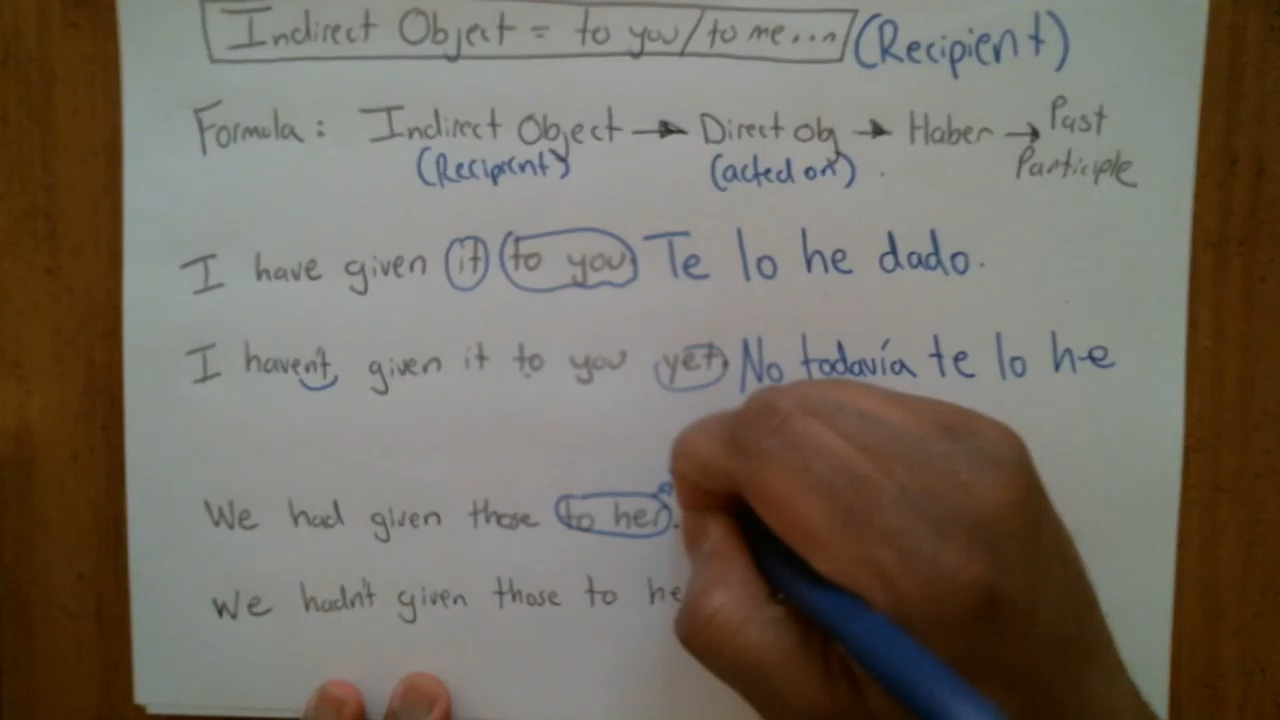 Indirect Object = to you/to me... (Recipient)
Formula: Indirect Object → Direct ob → Haber → Past Participle
(Recipient) (acted on)
I have given it to you Te lo he dado.
I haven't given it to you yet No todavía te lo he
We had given those to her.
We hadn't given those to he